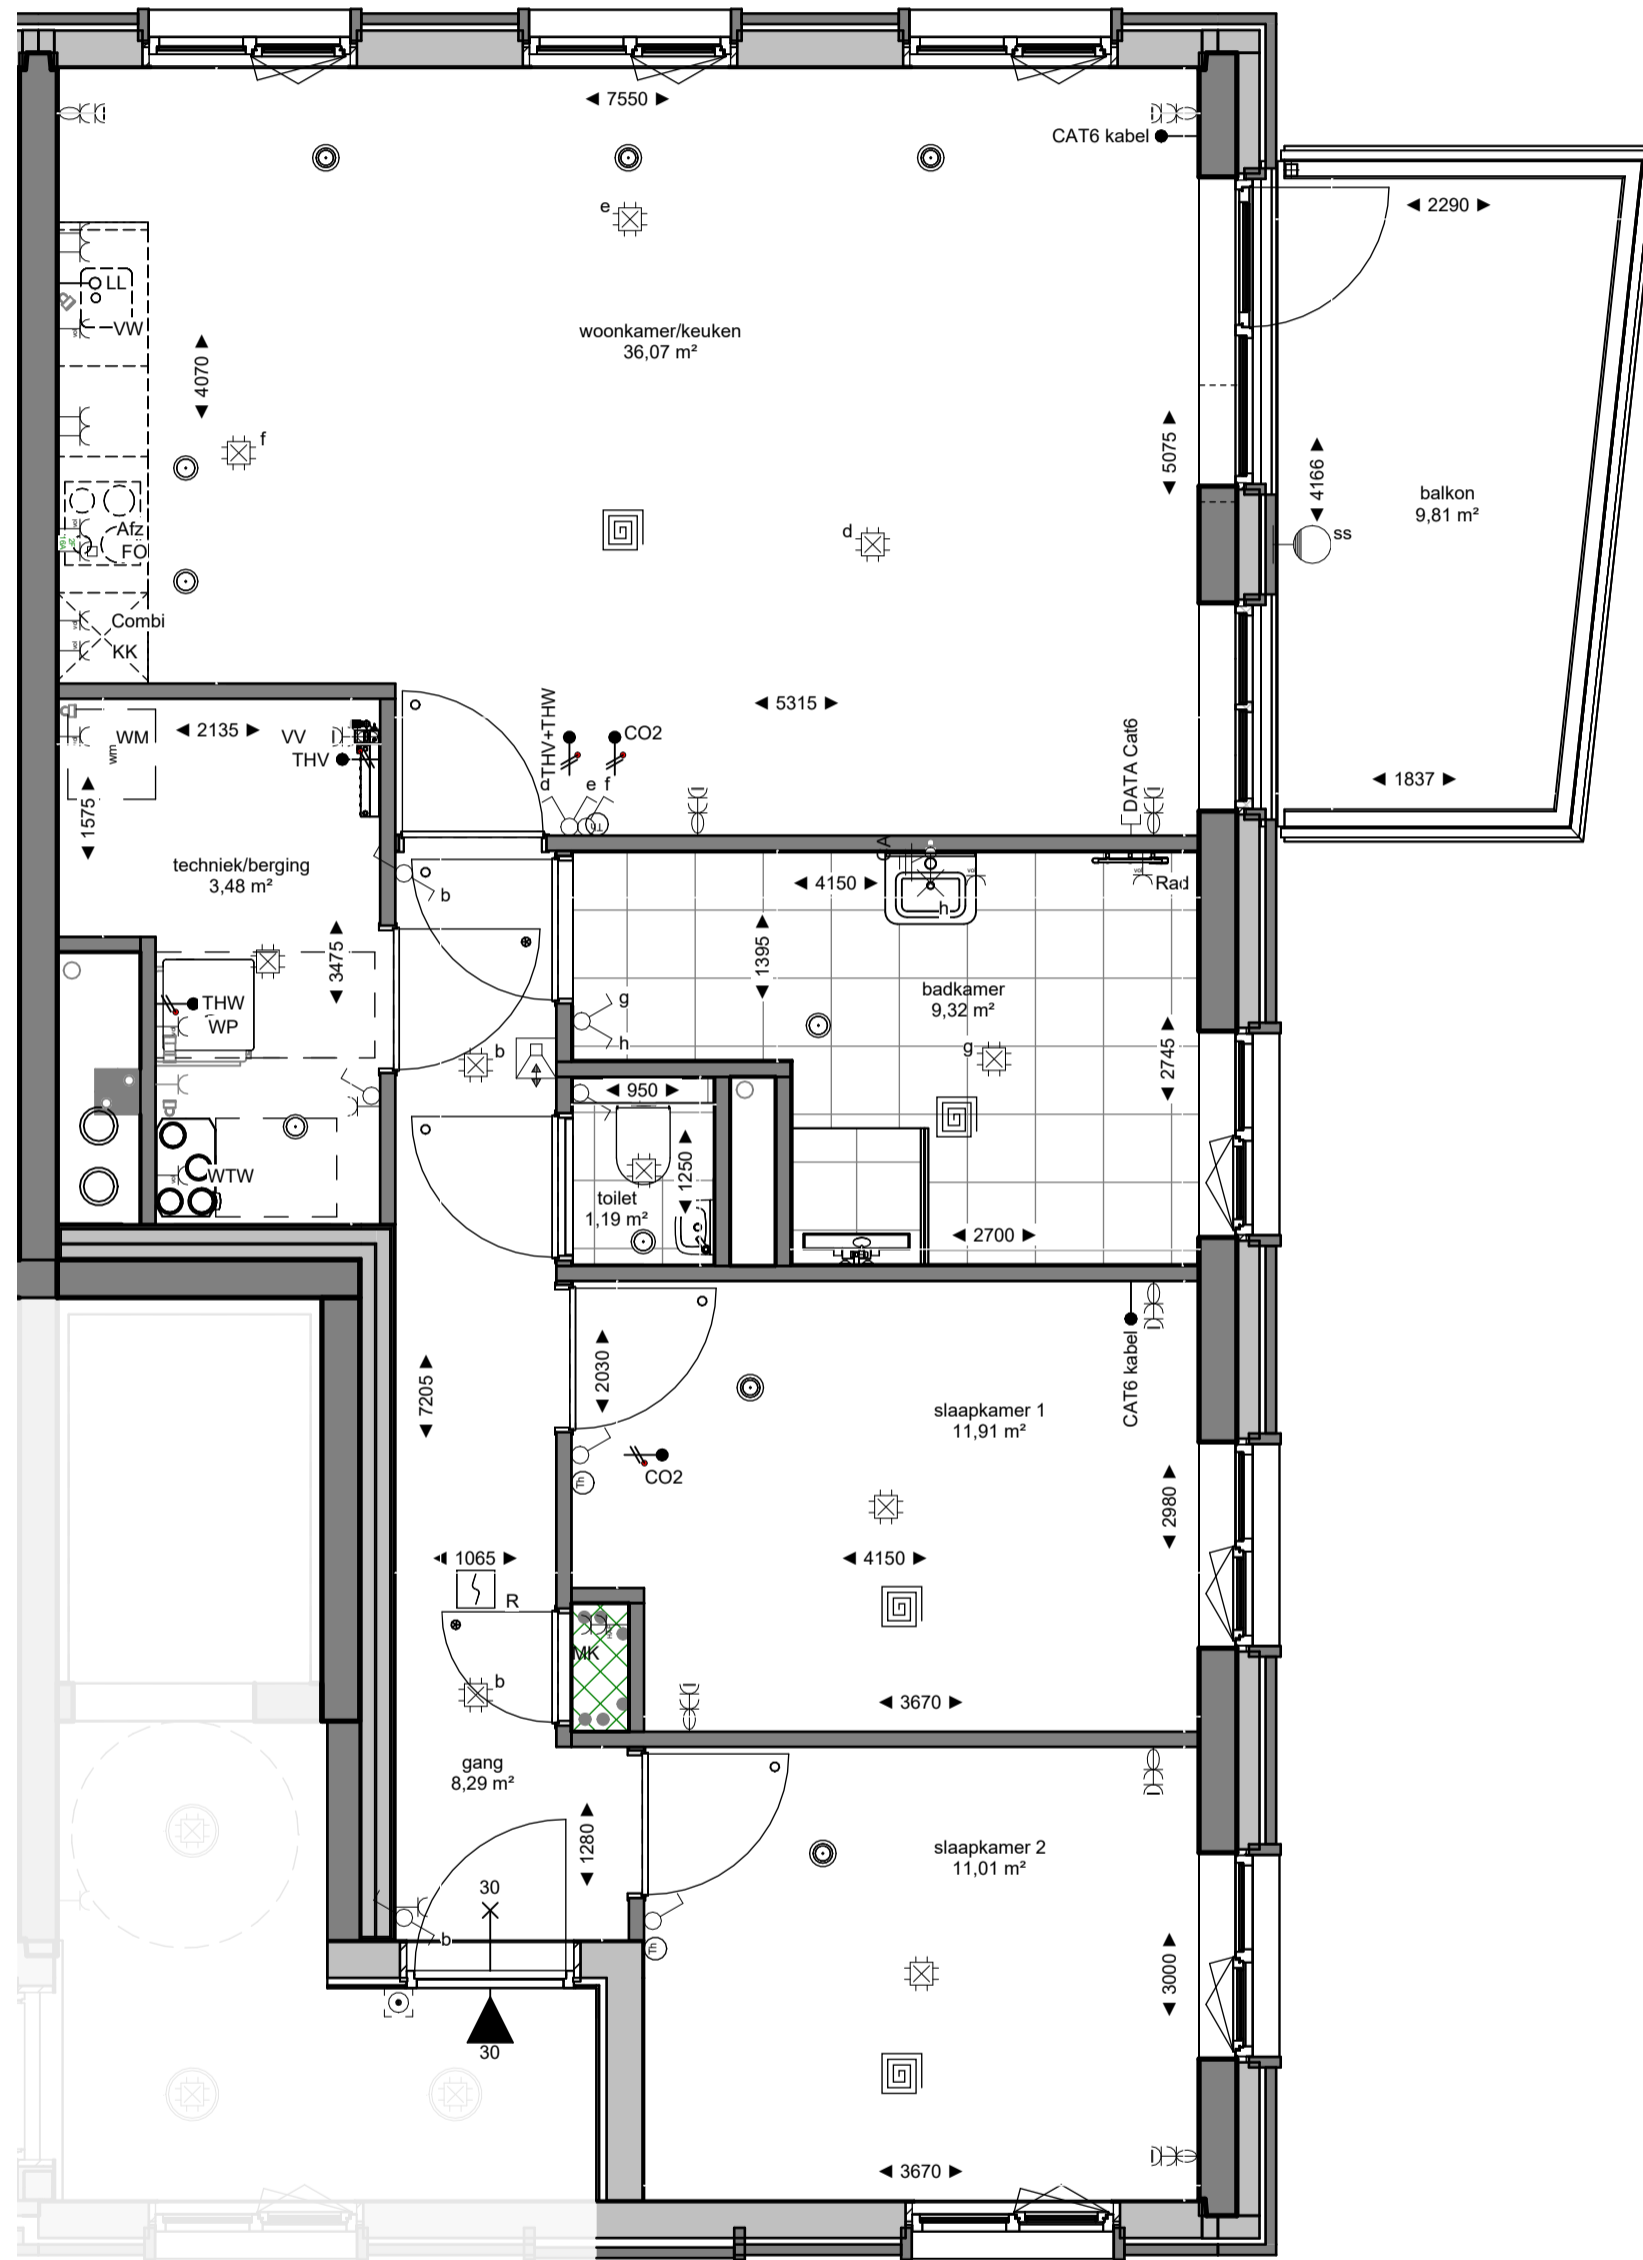 ◄ 7550 ►
CAT6 kabel
◄ 2290 ►
e
LL
VW
woonkamer/keuken
36,07 m²
◄ 4070 ►
f
◄ 5075 ►
◄ 4166 ►
balkon
9,81 m²
ss
d
Afz
FO
Combi
KK
◄ 5315 ►
THV+THW
CO2
d
e
f
DATA Cat6
◄ 1837 ►
WM
wm
◄ 2135 ►
VV
THV
◄ 1575 ►
techniek/berging
3,48 m²
b
◄ 4150 ►
A
h
Rad
◄ 1395 ►
◄ 3475 ►
THW
WP
badkamer
9,32 m²
g
h
g
b
◄ 2745 ►
◄ 950 ►
◄ 1250 ►
toilet
1,19 m²
WTW
◄ 2700 ►
◄ 7205 ►
◄ 2030 ►
CAT6 kabel
slaapkamer 1
11,91 m²
Th
CO2
◄ 2980 ►
◄ 1065 ►
R
◄ 4150 ►
MK
b
◄ 3670 ►
gang
8,29 m²
◄ 1280 ►
slaapkamer 2
11,01 m²
30
b
Th
◄ 3000 ►
30
◄ 3670 ►